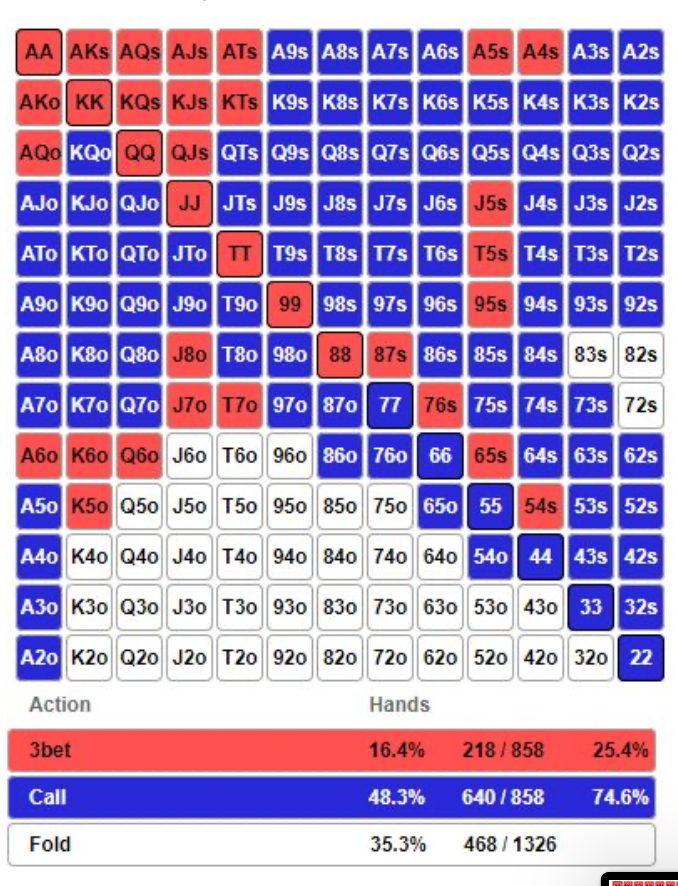 AA AKs AQs AJs ATs A9s A8s A7s A6s A5s A4s A3s A2s
AKo KK KQs KJs KTs K9s K8s K7s K6s K5s K4s K3s K2s
AQo KQo QQ QJs QTs Q9s Q8s Q7s Q6s Q5s Q4s Q3s Q2s
AJo KJo QJo JJ JTs J9s J8s J7s J6s J5s J4s J3s J2s
ATo KTo QTo JTo TT T9s T8s T7s T6s T5s T4s T3s T2s
A9o K9o Q9o J9o T9o 99 98s 97s 96s 95s 94s 93s 92s
A8o K8o Q8o J8o T8o 98o 88 87s 86s 85s 84s 83s 82s
A7o K7o Q7o J7o T7o 97o 87o 77 76s 75s 74s 73s 72s
A6o K6o Q6o J6o T6o 96o 86o 76o 66 65s 64s 63s 62s
A5o K5o Q5o J5o T5o 95o 85o 75o 65o 55 54s 53s 52s
A4o K4o Q4o J4o T4o 94o 84o 74o 64o 54o 44 43s 42s
A3o K3o Q3o J3o T3o 93o 83o 73o 63o 53o 43o 33 32s
A2o K2o Q2o J2o T2o 92o 82o 72o 62o 52o 42o 32o 22
Action Hands
3bet 16.4% 218 / 858 25.4%
Call 48.3% 640 / 858 74.6%
Fold 35.3% 468 / 1326